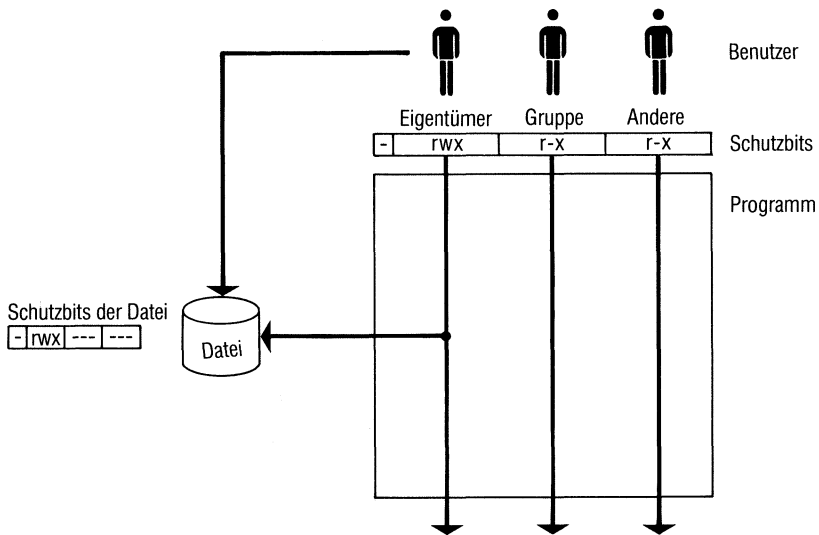 Benutzer
Eigentümer Gruppe Andere
- rwx r-x r-x Schutzbits
Programm
Schutzbits der Datei
- rwx --- ---
Datei